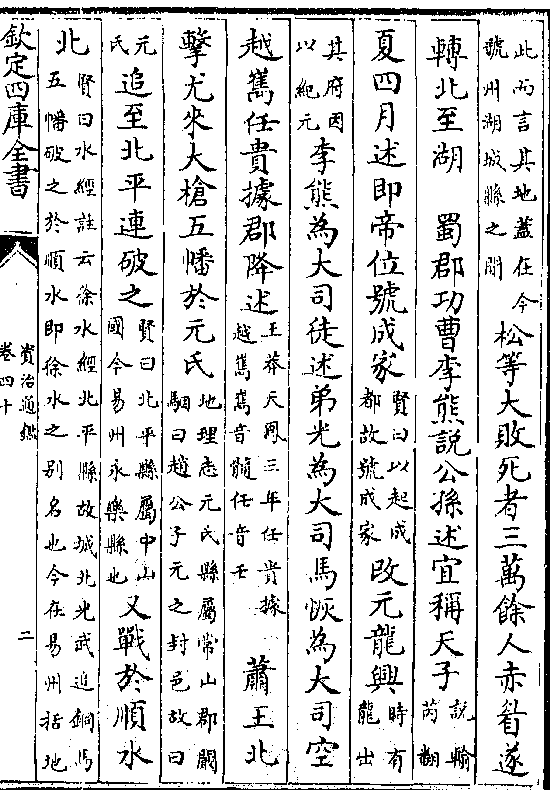 此而言其地蓋在今
號州湖城縣之間
松等大敗死者三萬餘人赤眉遂
轉北至湖　蜀郡功曹李熊說公孫述宜稱天子
說輸
芮翻
夏四月述即帝位號成家
賢曰以起成
都故號成家
改元龍興
時有
龍出
其府因
以紀元
李熊為大司徒述弟光為大司馬恢為大司空
越嶲任貴據郡降述
王莽天鳳三年任貴據
越嶲嶲音髓任音壬
蕭王北
擊尤來大槍五幡於元氏
地理志元氏縣屬常山郡闞
駰曰趙公子元之封邑故曰
元
氏
追至北平連破之
賢曰北平縣屬中山
國今易州永樂縣也
又戰於順水
北
賢曰水經註云徐水經北平縣故城北光武追銅馬
五幡破之於順水即徐水之别名也今在易州括地
欽定四庫全書
資治通鑑
卷四十
二